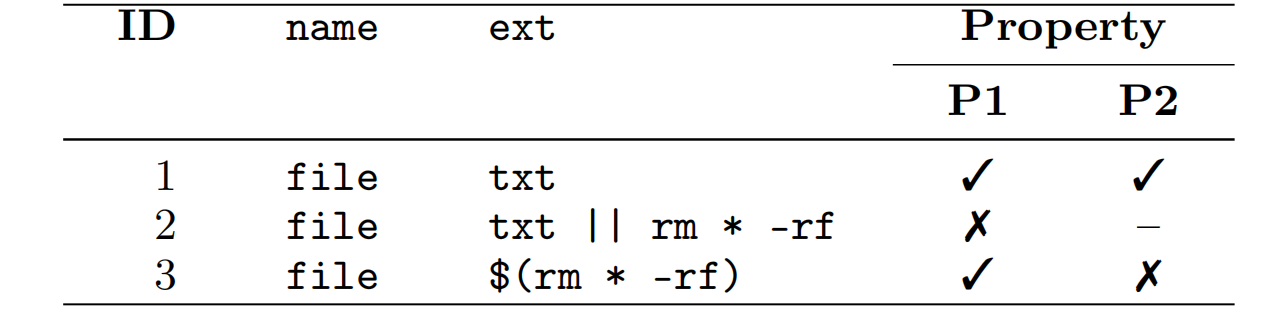 ID name ext Property
P1 P2
1 file txt ✓ ✓
2 file txt || rm * -rf ✗ –
3 file $(rm * -rf) ✓ ✗